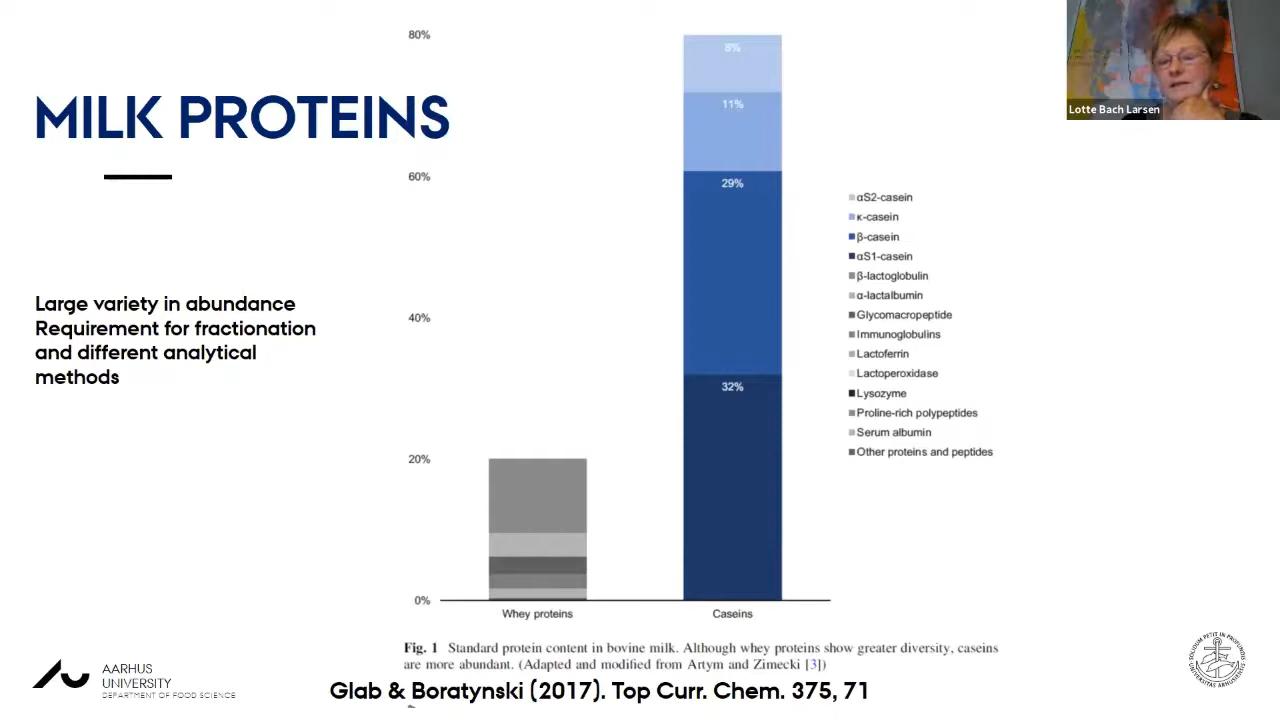 MILK PROTEINS
Large variety in abundance
Requirement for fractionation
and different analytical
methods
80%
60%
40%
20%
0%
8%
11%
29%
32%
Whey proteins
Caseins
αS2-casein
κ-casein
β-casein
αS1-casein
β-lactoglobulin
α-lactalbumin
Glycomacropeptide
Immunoglobulins
Lactoferrin
Lactoperoxidase
Lysozyme
Proline-rich polypeptides
Serum albumin
Other proteins and peptides
Fig. 1 Standard protein content in bovine milk. Although whey proteins show greater diversity, caseins
are more abundant. (Adapted and modified from Artym and Zimecki [3])
Glab & Boratynski (2017). Top Curr. Chem. 375, 71
AARHUS
UNIVERSITY
DEPARTMENT OF FOOD SCIENCE
Lotte Bach Larsen